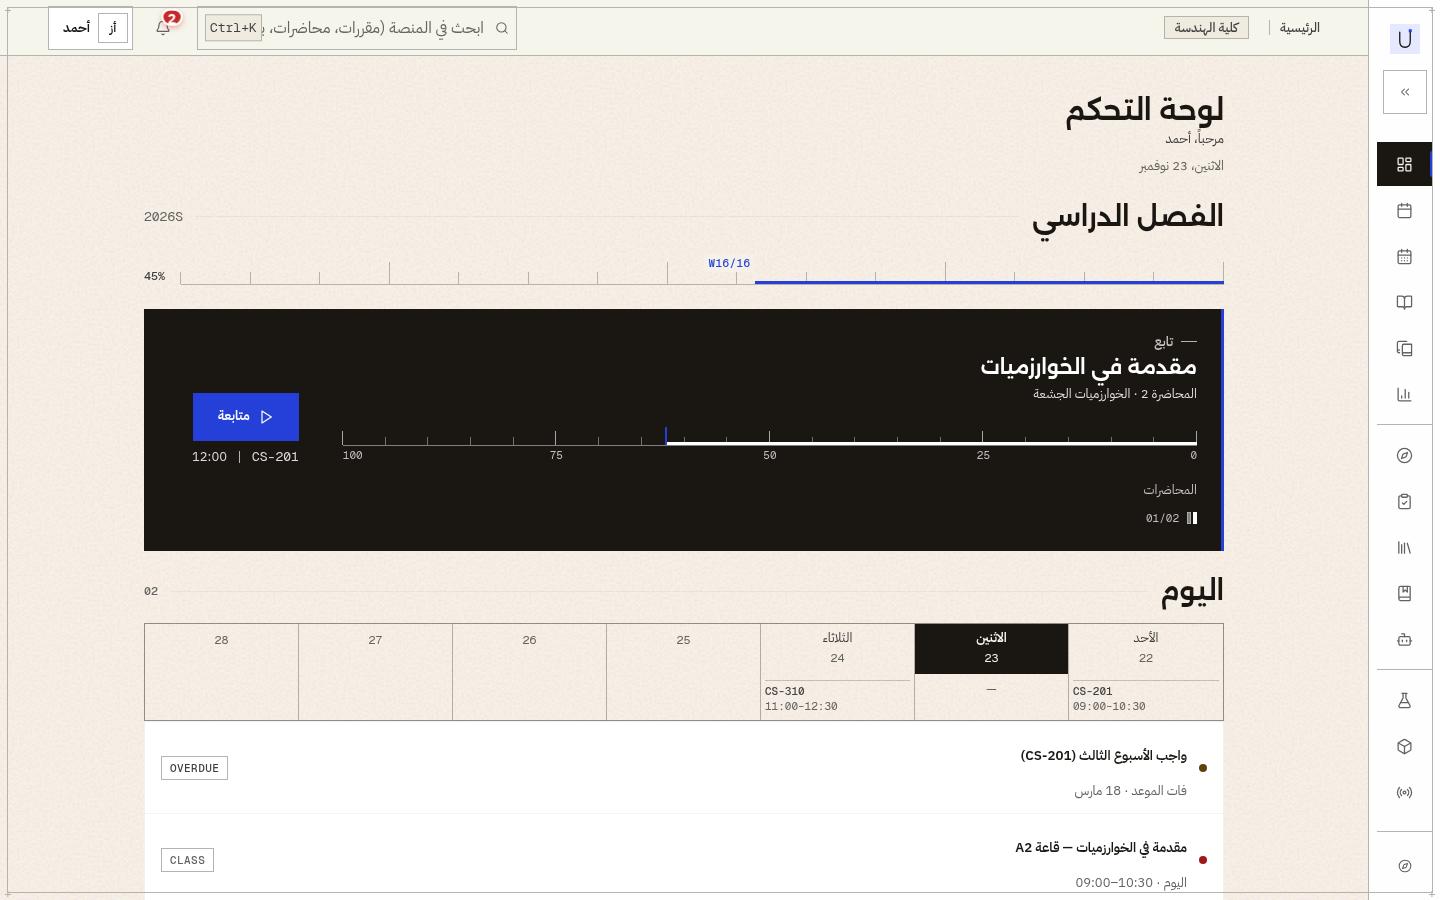 الرئيسية
كلية الهندسة
ابحث في المنصة (مقررات، محاضرات، ب
Ctrl+K
2
أز
أحمد
لوحة التحكم
مرحباً، أحمد
الاثنين، 23 نوفمبر
الفصل الدراسي
2026S
W16/16
45%
تابع
مقدمة في الخوارزميات
المحاضرة 2 · الخوارزميات الجشعة
0 25 50 75 100
المحاضرات
01/02
متابعة
CS-201 | 12:00
اليوم
02
الأحد
22
CS-201
09:00-10:30
الاثنين
23
—
الثلاثاء
24
CS-310
11:00-12:30
25
26
27
28
واجب الأسبوع الثالث (CS-201)
فات الموعد · 18 مارس
OVERDUE
مقدمة في الخوارزميات — قاعة A2
اليوم · 09:00–10:30
CLASS